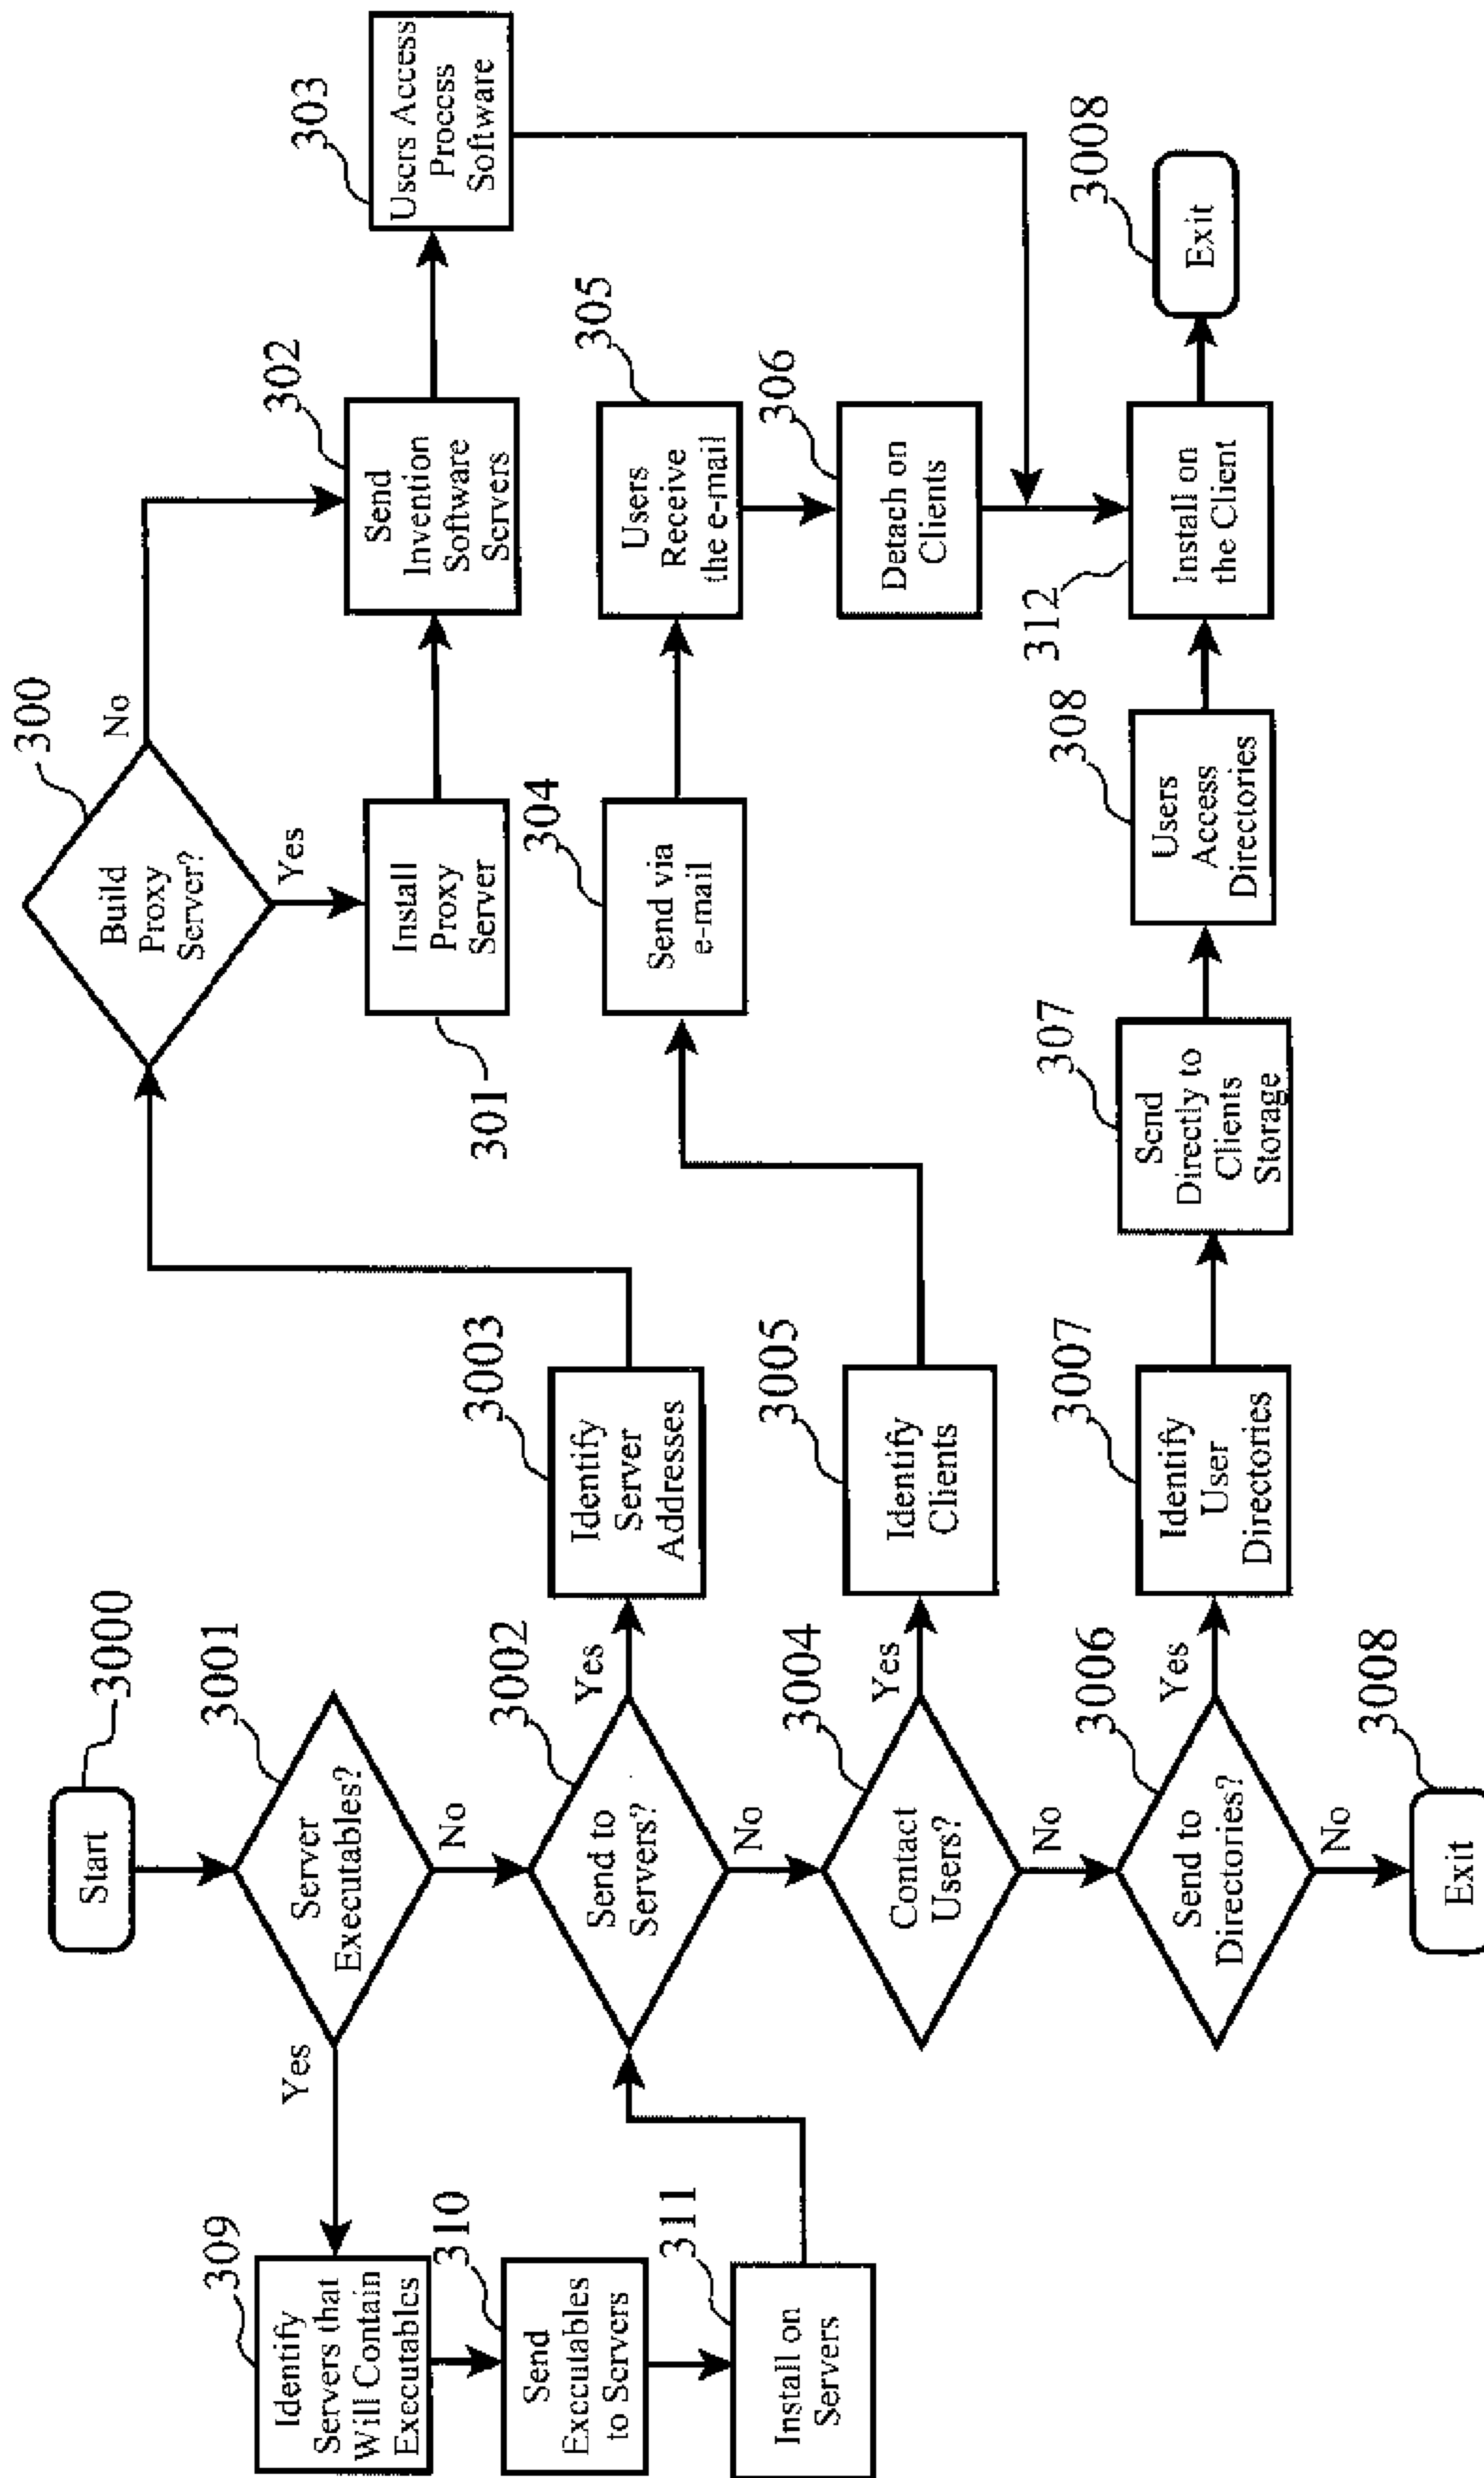 Start
3000
Server
Executables?
3001
Yes
No
Identify
Servers that
Will Contain
Executables
309
Send
Executables
to Servers
310
Install on
Servers
311
Send to
Servers?
3002
Yes
No
Identify
Server
Addresses
3003
Build
Proxy
Server?
300
No
Yes
Install
Proxy
Server
301
Send
Invention
Software
Servers
302
Users Access
Process
Software
303
Contact
Users?
3004
Yes
No
Identify
Clients
3005
Send via
e-mail
304
Users
Receive
the e-mail
305
Detach on
Clients
306
Send to
Directories?
3006
Yes
No
Identify
User
Directories
3007
Send
Directly to
Clients
Storage
307
Users
Access
Directories
308
Install on
the Client
312
Exit
3008
Exit
3008